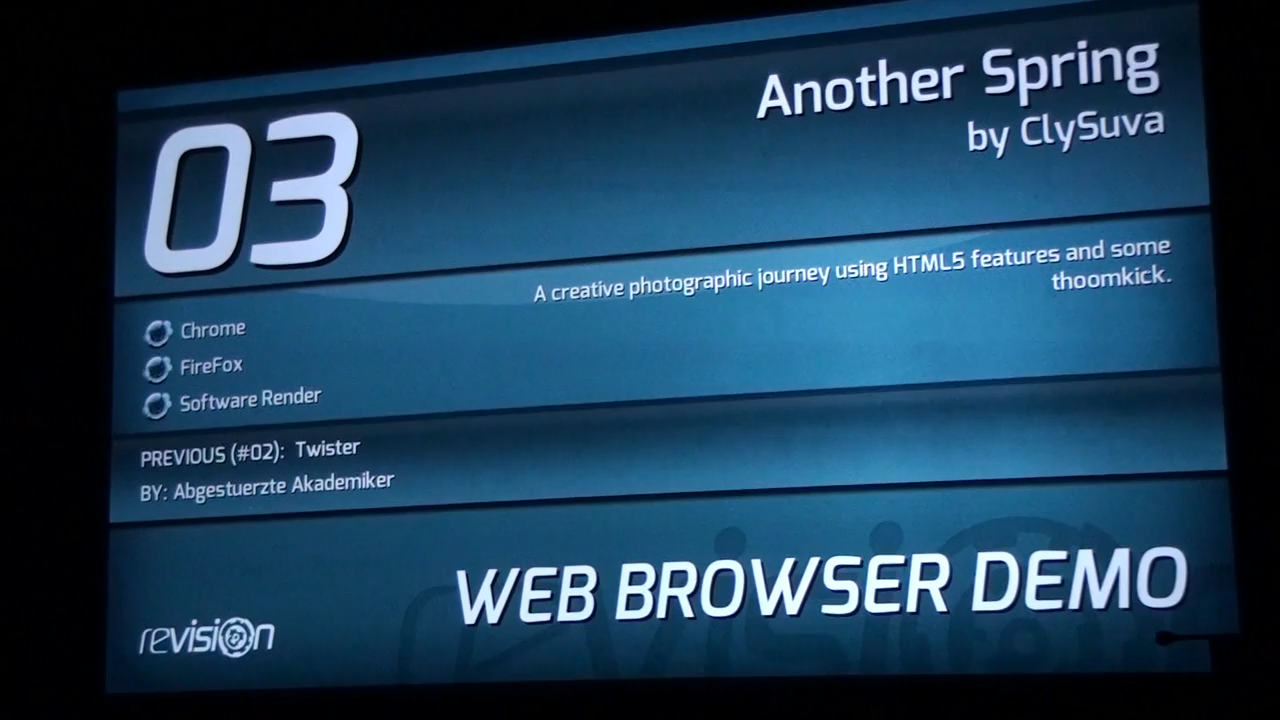 03
Another Spring
by ClySuva
A creative photographic journey using HTML5 features and some
thoomkick.
Chrome
FireFox
Software Render
PREVIOUS (#02): Twister
BY: Abgestuerzte Akademiker
WEB BROWSER DEMO
revision
revision